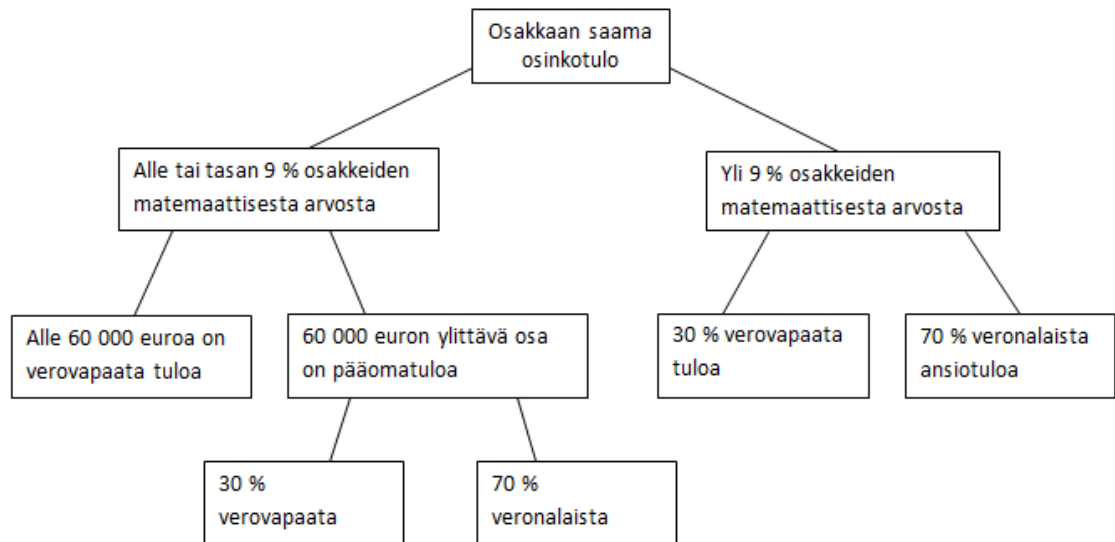 Osakkaan saama
osinkotulo
Alle tai tasan 9 % osakkeiden
matemaattisesta arvosta
Yli 9 % osakkeiden
matemaattisesta arvosta
Alle 60 000 euroa on
verovapaata tuloa
60 000 euron ylittävä osa
on pääomatuloa
30 % verovapaata
tuloa
70 % veronalaista
ansiotuloa
30 %
verovapaata
70 %
veronalaista